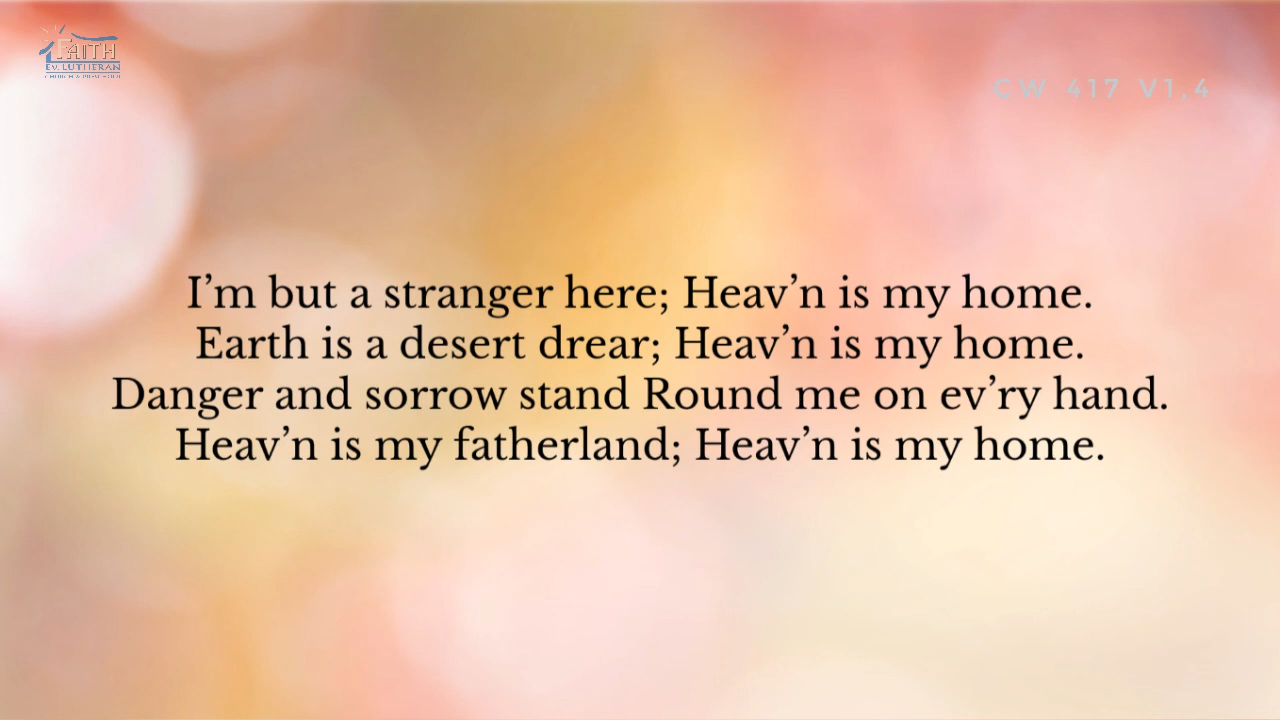 FAITH
EV. LUTHERAN
CHURCH & PRESCHOOL
CW 417 V1,4
I’m but a stranger here; Heav’n is my home.
Earth is a desert drear; Heav’n is my home.
Danger and sorrow stand Round me on ev’ry hand.
Heav’n is my fatherland; Heav’n is my home.